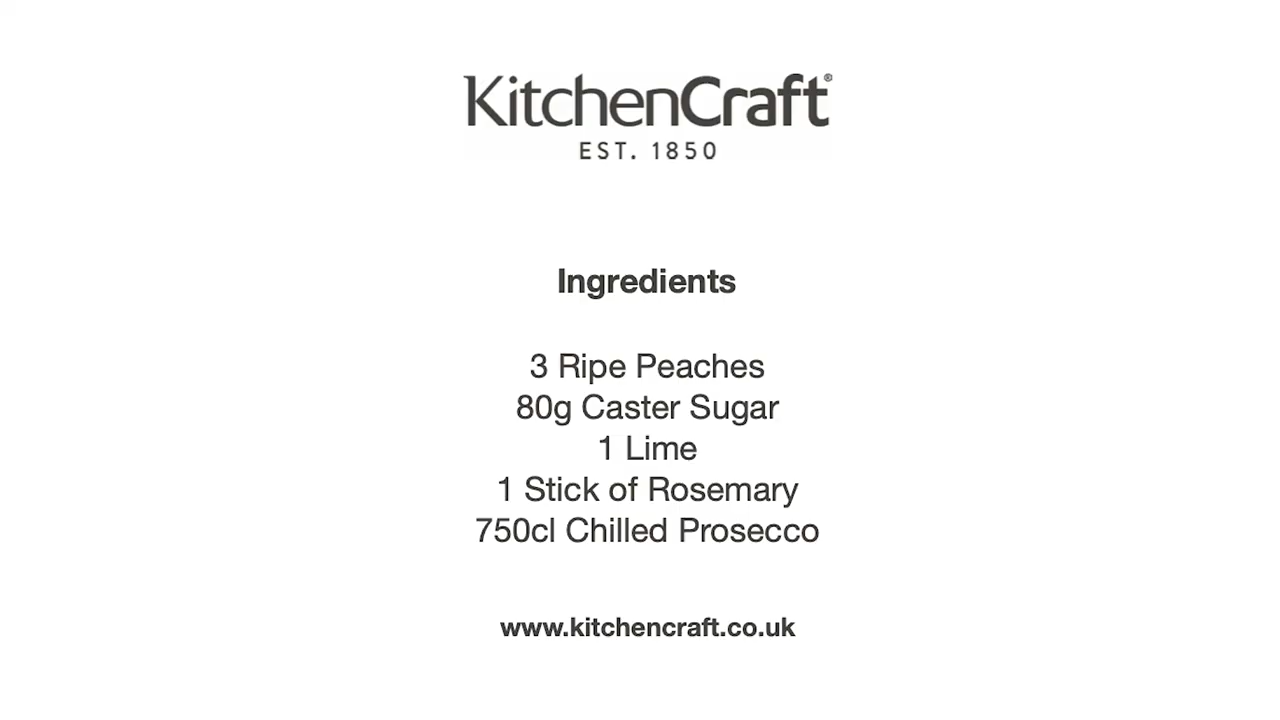 KitchenCraft®
EST. 1850
Ingredients
3 Ripe Peaches
80g Caster Sugar
1 Lime
1 Stick of Rosemary
750cl Chilled Prosecco
www.kitchencraft.co.uk